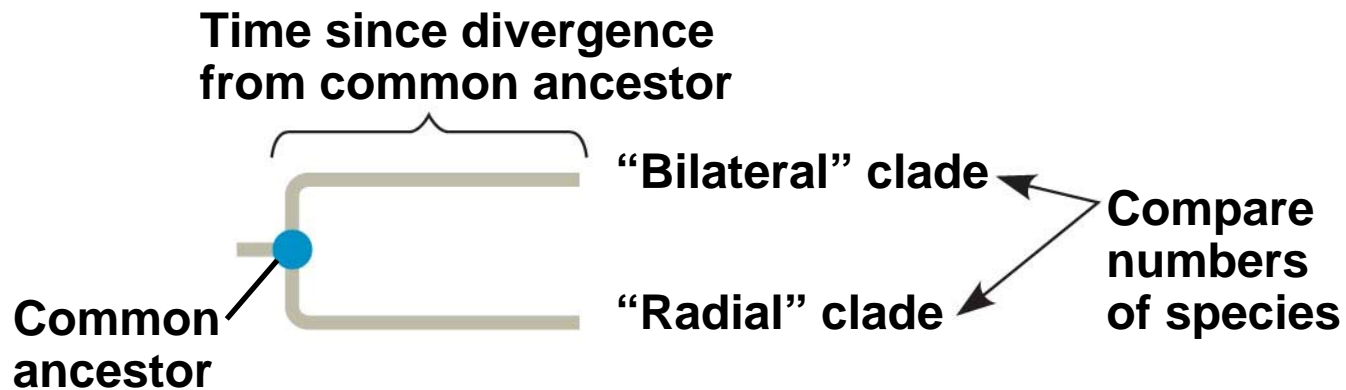 Time since divergence
from common ancestor
“Bilateral” clade
Compare
numbers
of species
“Radial” clade
Common
ancestor